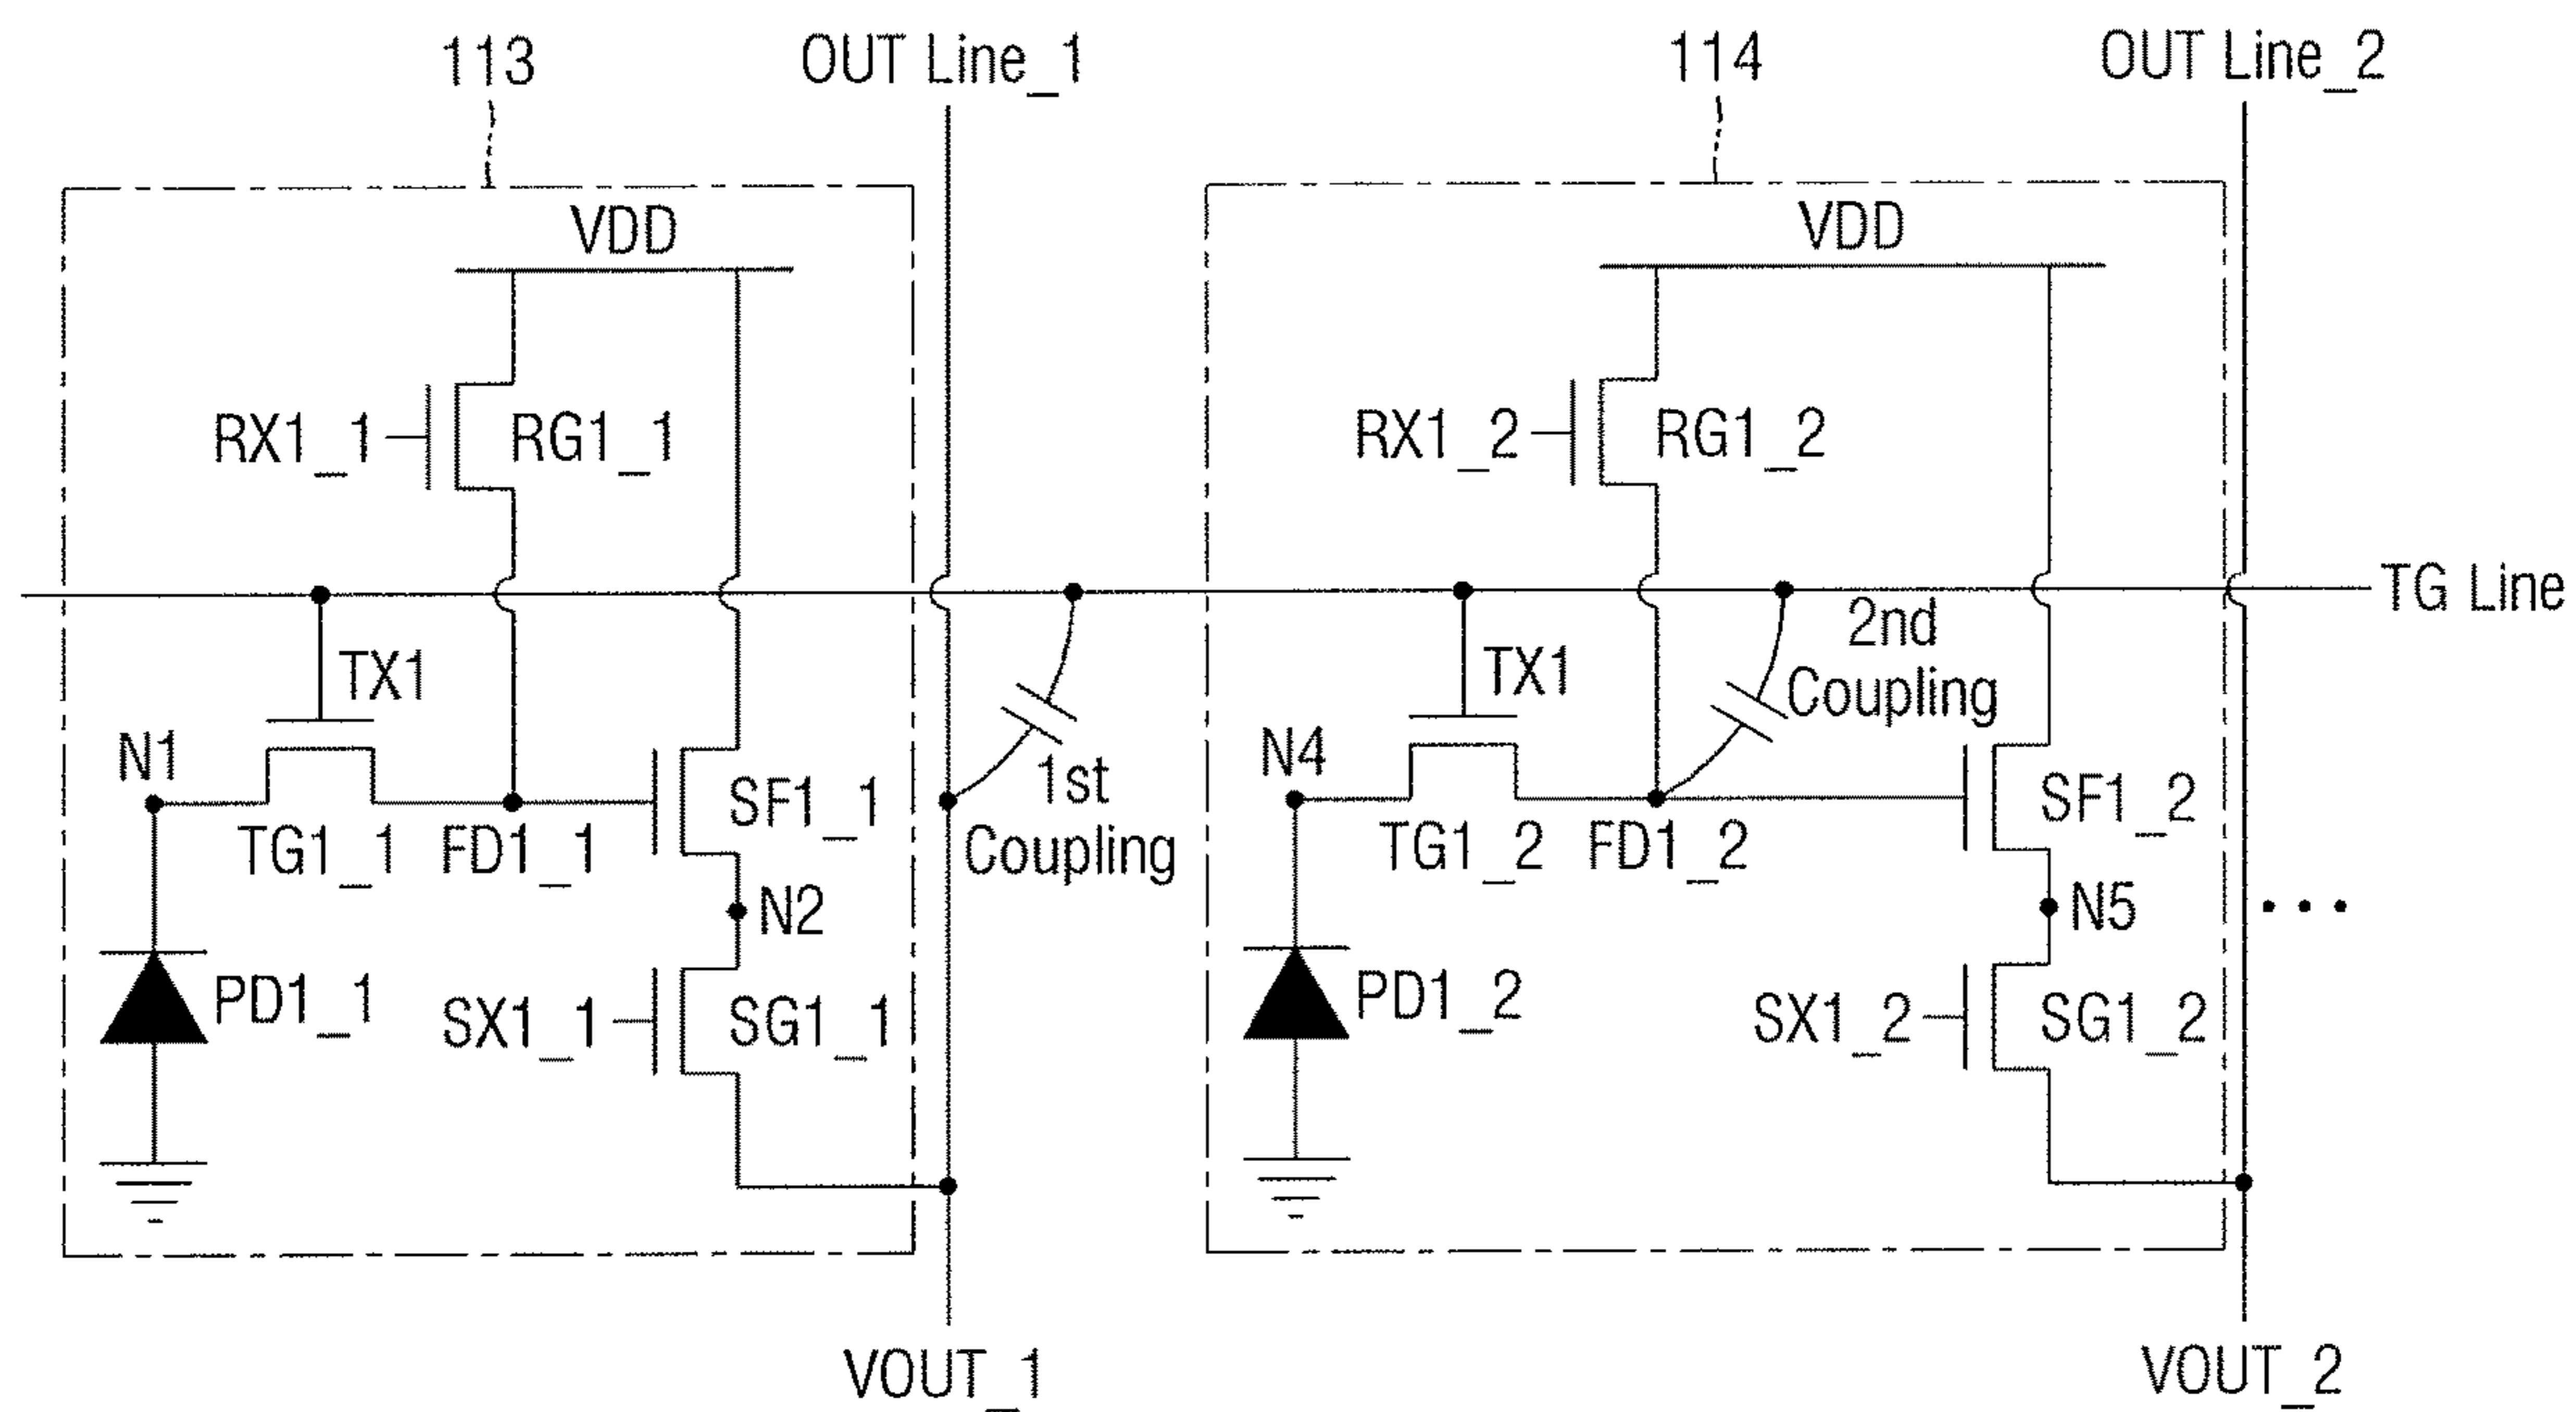 113
OUT Line_1
114
OUT Line_2
VDD
VDD
RX1_1
RG1_1
RX1_2
RG1_2
TG Line
TX1
TX1
2nd
Coupling
N1
N4
1st
Coupling
SF1_1
SF1_2
TG1_1
FD1_1
TG1_2
FD1_2
N2
N5
...
PD1_1
SX1_1
SG1_1
PD1_2
SX1_2
SG1_2
VOUT_1
VOUT_2